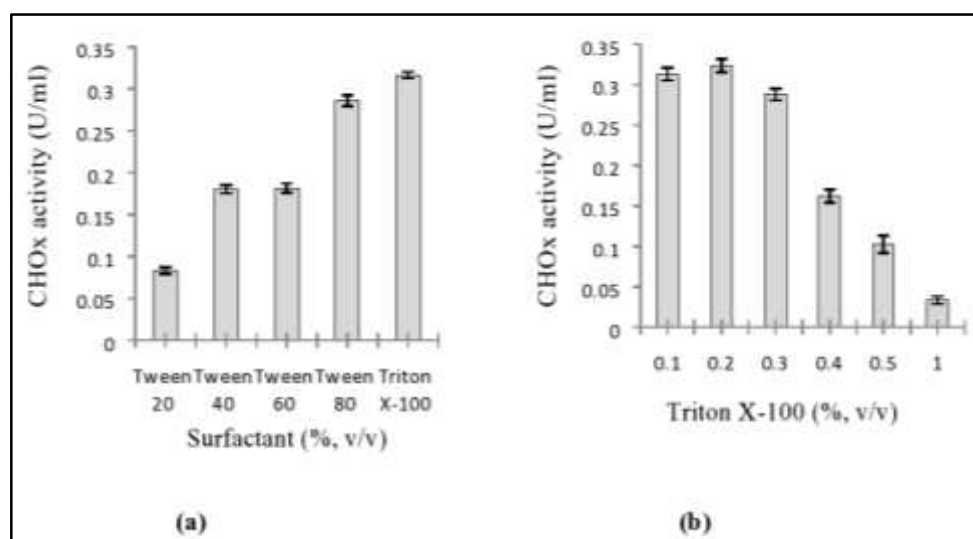 CHOx activity (U/ml)
0.35
0.3
0.25
0.2
0.15
0.1
0.05
0
Tween Tween Tween Tween Triton
20 40 60 80 X-100
Surfactant (%, v/v)
(a)
CHOx activity (U/ml)
0.35
0.3
0.25
0.2
0.15
0.1
0.05
0
0.1 0.2 0.3 0.4 0.5 1
Triton X-100 (%, v/v)
(b)